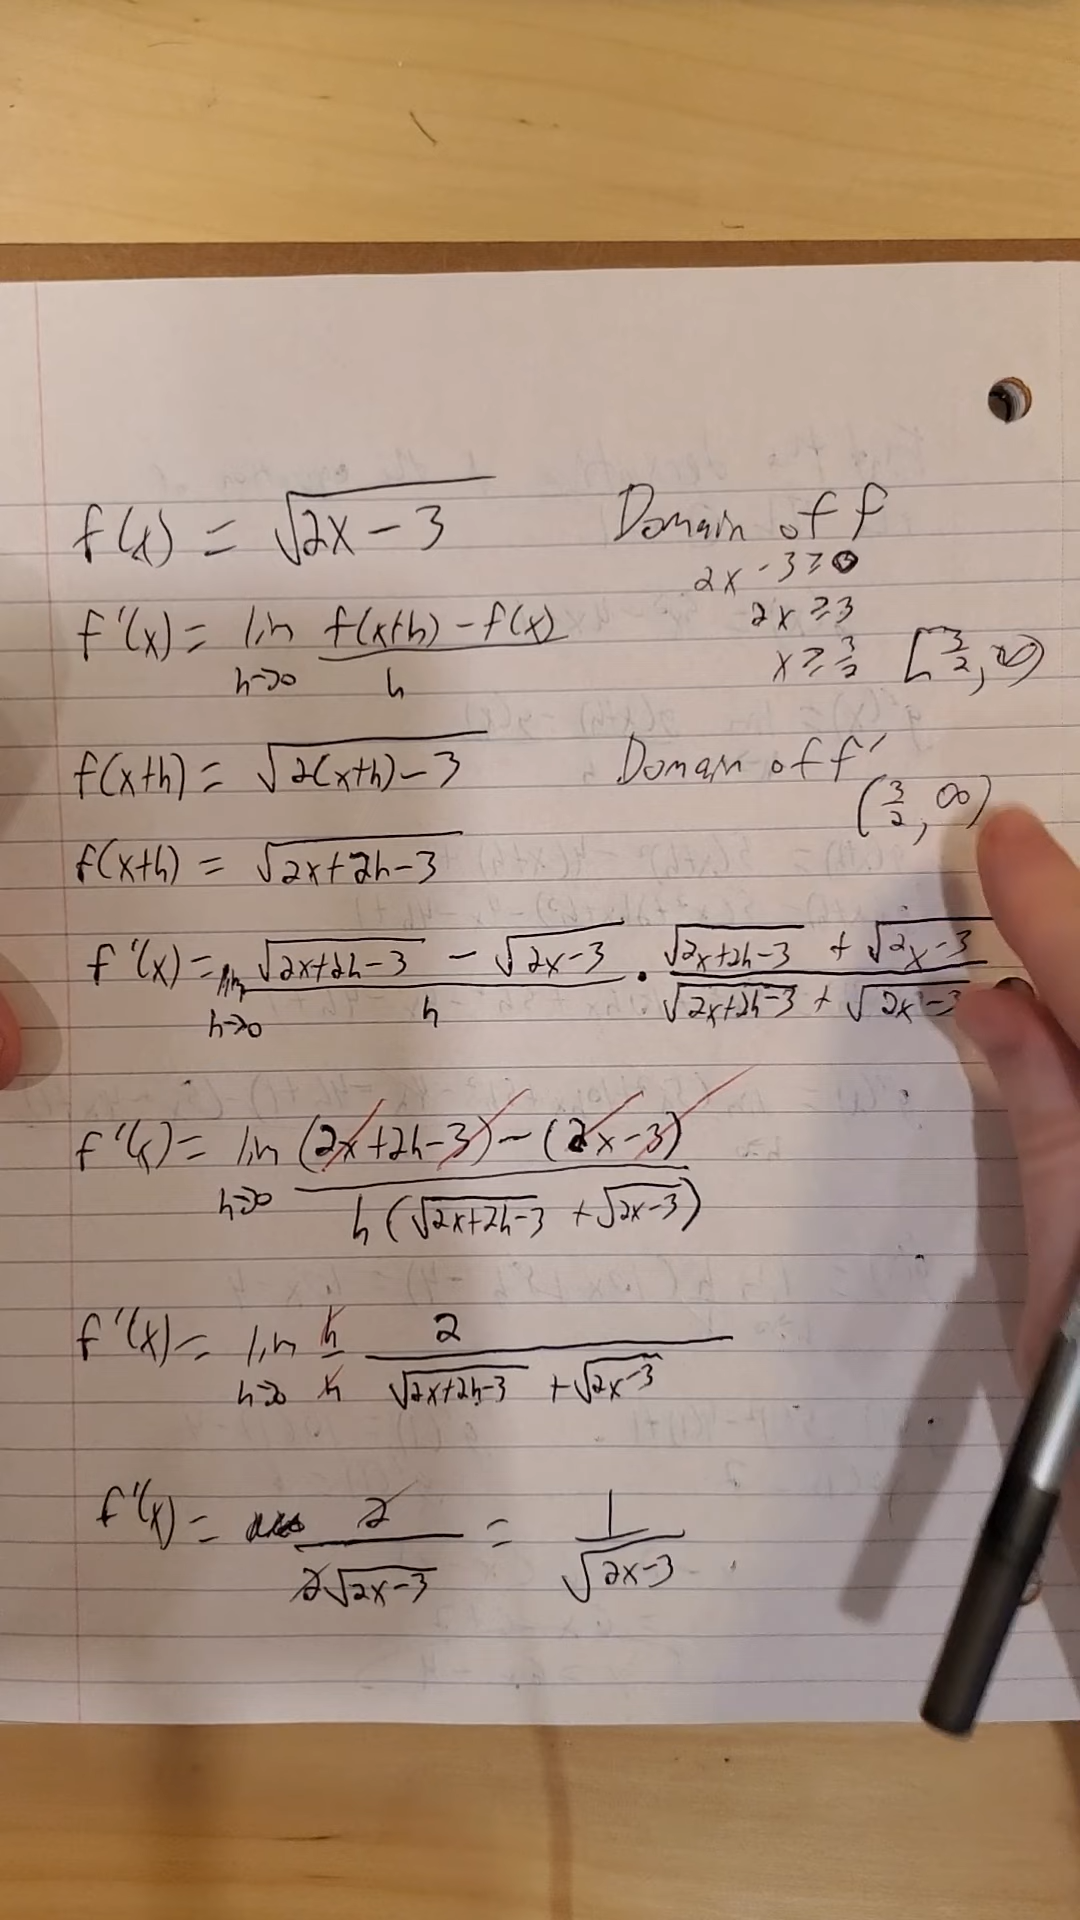 f(x) = √(2x-3)
Domain of f
2x-3 ≥ 0
2x ≥ 3
x ≥ 3/2 [3/2, ∞)
f'(x) = lim h→0 (f(x+h) - f(x))/h
f(x+h) = √(2(x+h)-3)
Domain of f'
(3/2, ∞)
f(x+h) = √(2x+2h-3)
f'(x) = lim h→0 (√(2x+2h-3) - √(2x-3))/h · (√(2x+2h-3) + √(2x-3))/(√(2x+2h-3) + √(2x-3))
f'(x) = lim h→0 ((2x+2h-3) - (2x-3))/(h(√(2x+2h-3) + √(2x-3)))
f'(x) = lim h→0 h/h 2/(√(2x+2h-3) + √(2x-3))
f'(x) = 2/(2√(2x-3)) = 1/√(2x-3)